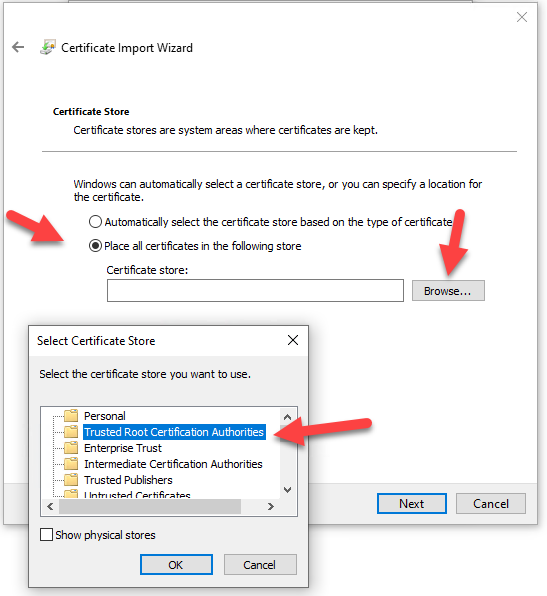 Certificate Import Wizard
Certificate Store
Certificate stores are system areas where certificates are kept.
Windows can automatically select a certificate store, or you can specify a location for
the certificate.
Automatically select the certificate store based on the type of certificate
Place all certificates in the following store
Certificate store:
Browse...
Select Certificate Store
Select the certificate store you want to use.
Personal
Trusted Root Certification Authorities
Enterprise Trust
Intermediate Certification Authorities
Trusted Publishers
Untrusted Certificates
Show physical stores
OK
Cancel
Next
Cancel